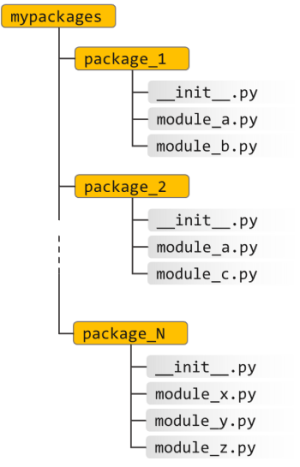 mypackages
package_1
__init__.py
module_a.py
module_b.py
package_2
__init__.py
module_a.py
module_c.py
package_N
__init__.py
module_x.py
module_y.py
module_z.py